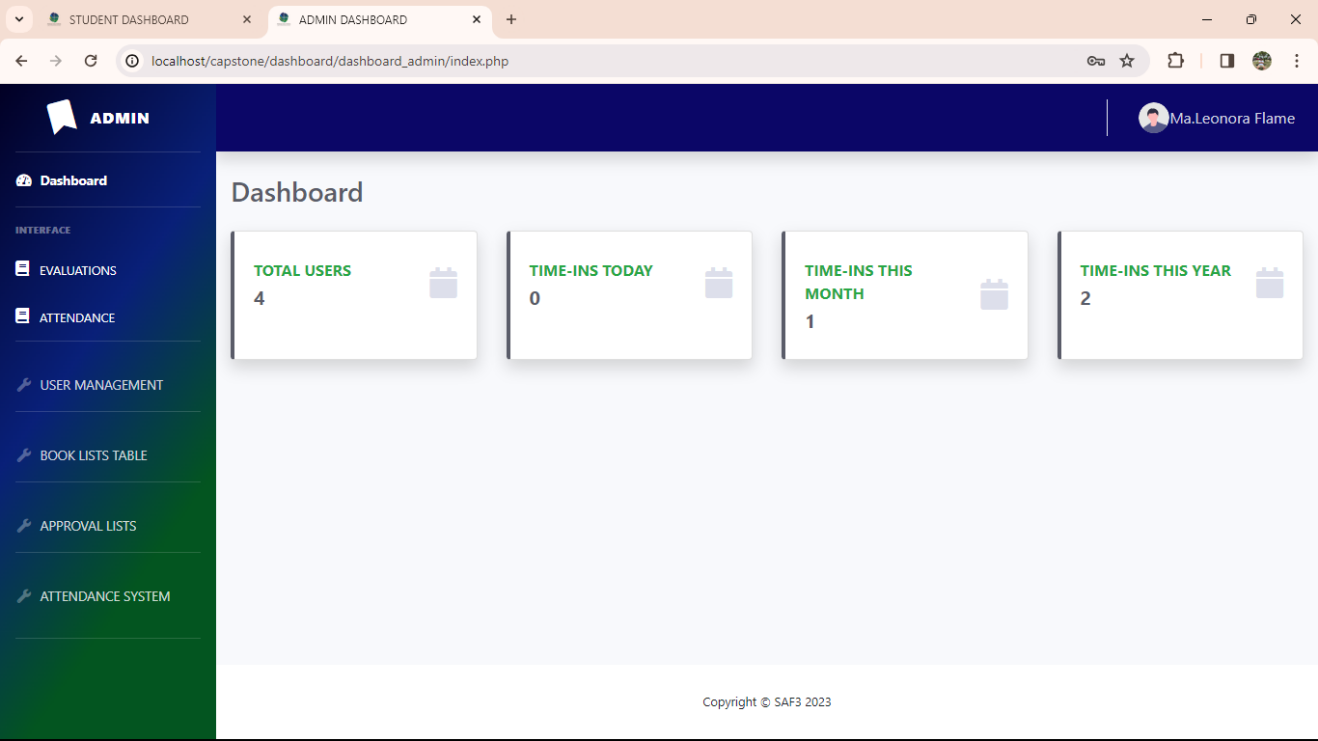 STUDENT DASHBOARD
ADMIN DASHBOARD
localhost/capstone/dashboard/dashboard_admin/index.php
ADMIN
Ma.Leonora Flame
Dashboard
INTERFACE
EVALUATIONS
ATTENDANCE
USER MANAGEMENT
BOOK LISTS TABLE
APPROVAL LISTS
ATTENDANCE SYSTEM
Dashboard
TOTAL USERS
4
TIME-INS TODAY
0
TIME-INS THIS
MONTH
1
TIME-INS THIS YEAR
2
Copyright © SAF3 2023